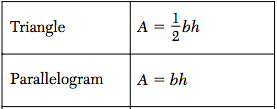 Triangle A = 1/2 bh
Parallelogram A = bh